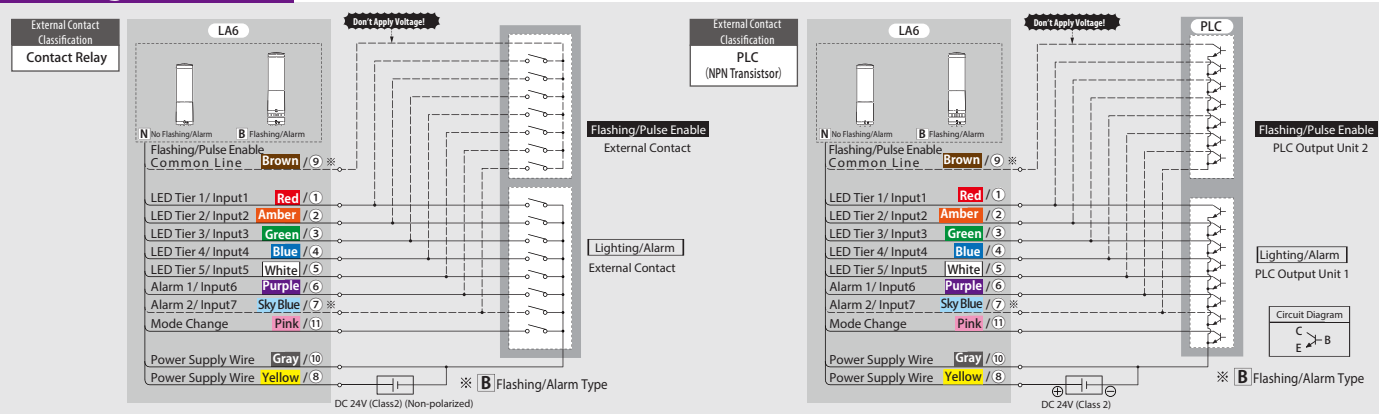 External Contact
Classification
Contact Relay
LA6
Don't Apply Voltage!
N No Flashing/Alarm
B Flashing/Alarm
Flashing/Pulse Enable
Common Line Brown /⑨ ※
LED Tier 1/ Input1 Red /①
LED Tier 2/ Input2 Amber /②
LED Tier 3/ Input3 Green /③
LED Tier 4/ Input4 Blue /④
LED Tier 5/ Input5 White /⑤
Alarm 1/ Input6 Purple /⑥
Alarm 2/ Input7 Sky Blue /⑦ ※
Mode Change Pink /⑪
Power Supply Wire Gray /⑩
Power Supply Wire Yellow /⑧
DC 24V (Class2) (Non-polarized)
Flashing/Pulse Enable
External Contact
Lighting/Alarm
External Contact
※ B Flashing/Alarm Type
External Contact
Classification
PLC
(NPN Transistsor)
LA6
Don't Apply Voltage!
PLC
N No Flashing/Alarm
B Flashing/Alarm
Flashing/Pulse Enable
Common Line Brown /⑨ ※
LED Tier 1/ Input1 Red /①
LED Tier 2/ Input2 Amber /②
LED Tier 3/ Input3 Green /③
LED Tier 4/ Input4 Blue /④
LED Tier 5/ Input5 White /⑤
Alarm 1/ Input6 Purple /⑥
Alarm 2/ Input7 Sky Blue /⑦ ※
Mode Change Pink /⑪
Power Supply Wire Gray /⑩
Power Supply Wire Yellow /⑧
⊕ ⊖
DC 24V (Class 2)
Flashing/Pulse Enable
PLC Output Unit 2
Lighting/Alarm
PLC Output Unit 1
Circuit Diagram
C
B
E
※ B Flashing/Alarm Type